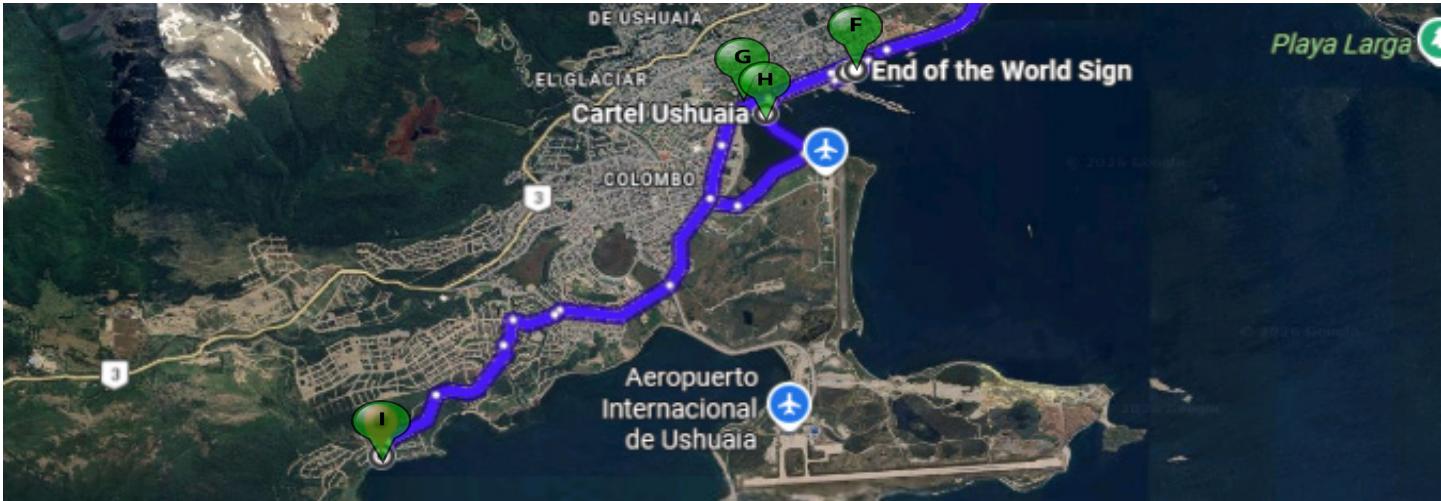 DE USHUAIA
F
Playa Larga
G
End of the World Sign
EL GLACIAR
H
Cartel Ushuaia
COLOMBO
3
3
Aeropuerto
Internacional
de Ushuaia
I